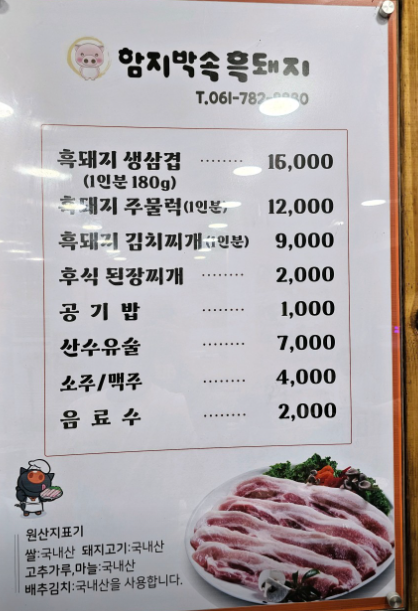 함지박속흑돼지
T.061-782-
흑돼지 생삼겹 ········ 16,000
(1인분 180g)
흑돼지 주물럭(1인분) 12,000
흑돼지 김치찌개(1인분) 9,000
후식 된장찌개 ········ 2,000
공 기 밥 ········ 1,000
산수유술 ········ 7,000
소주/맥주 ········ 4,000
음 료 수 ········ 2,000
원산지표기
쌀:국내산 돼지고기:국내산
고추가루,마늘:국내산
배추김치:국내산을 사용합니다.